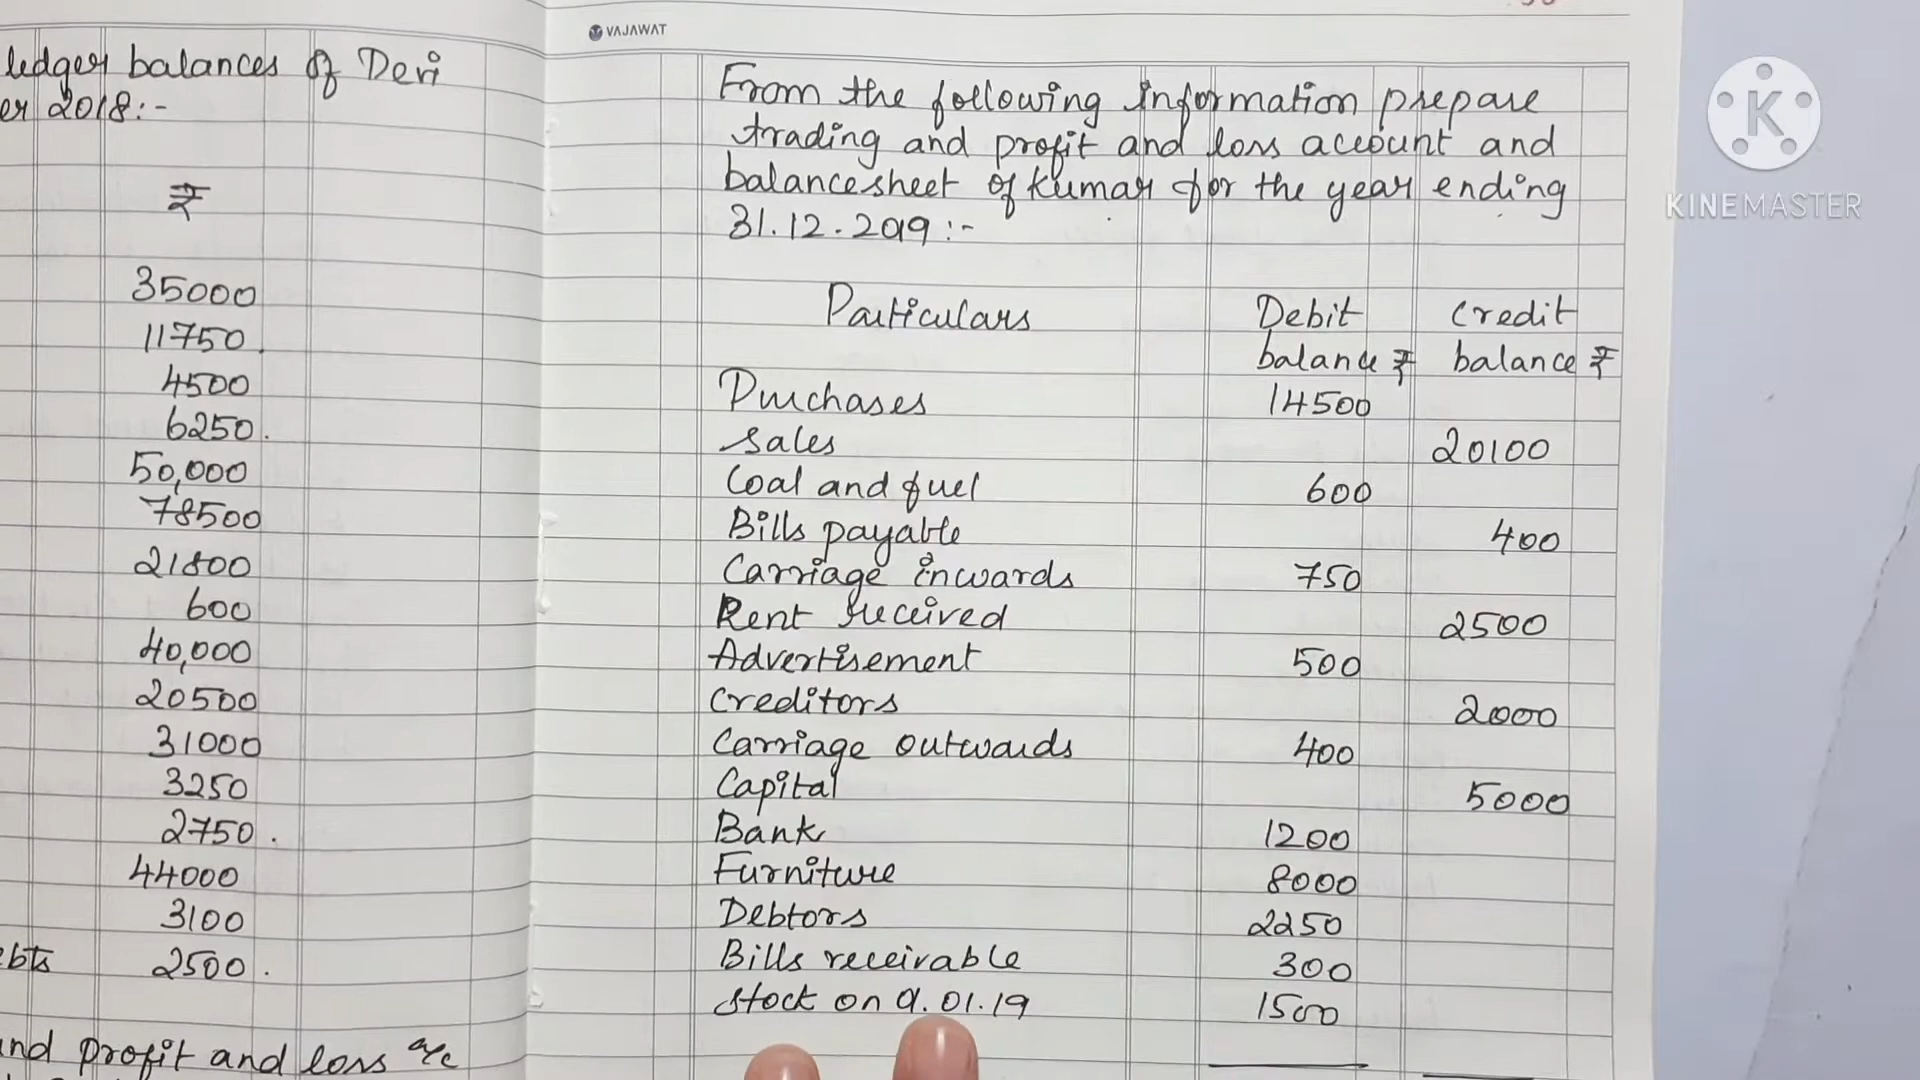 ledger balances of Devi
er 2018:-
₹
35000
11750.
4500
6250.
50,000
78500
21800
600
40,000
20500
31000
3250
2750.
44000
3100
ebts 2500.
and profit and loss a/c
VAJAWAT
From the following information prepare
trading and profit and loss account and
balancesheet of Kumar for the year ending
31.12.2019:-
Particulars Debit Credit
balance ₹ balance ₹
Purchases 14500
Sales 20100
Coal and fuel 600
Bills payable 400
Carriage inwards 750
Rent received 2500
Advertisement 500
Creditors 2000
Carriage outwards 400
Capital 5000
Bank 1200
Furniture 8000
Debtors 2250
Bills receivable 300
Stock on 01.01.19 1500
K
KINEMASTER